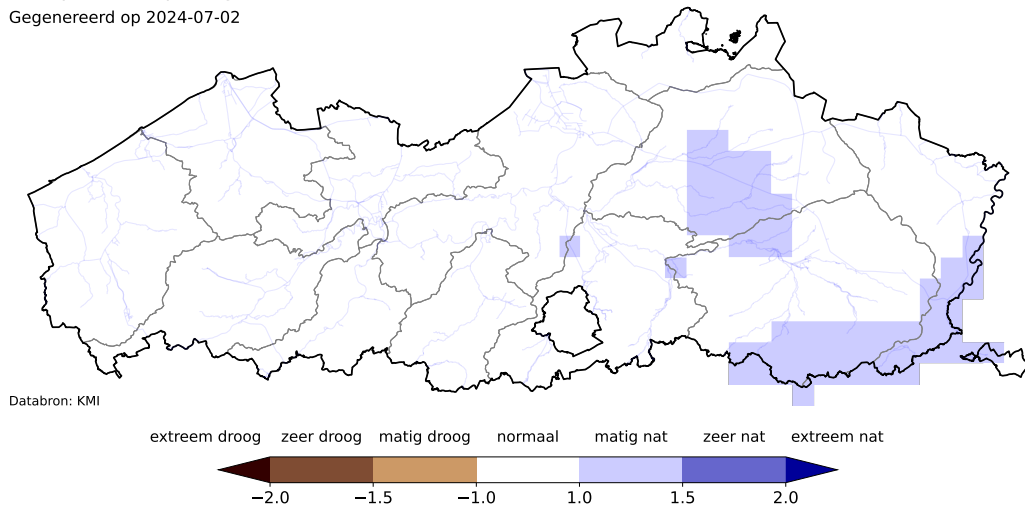 Gegenereerd op 2024-07-02
Databron: KMI
extreem droog zeer droog matig droog normaal matig nat zeer nat extreem nat
−2.0 −1.5 −1.0 1.0 1.5 2.0